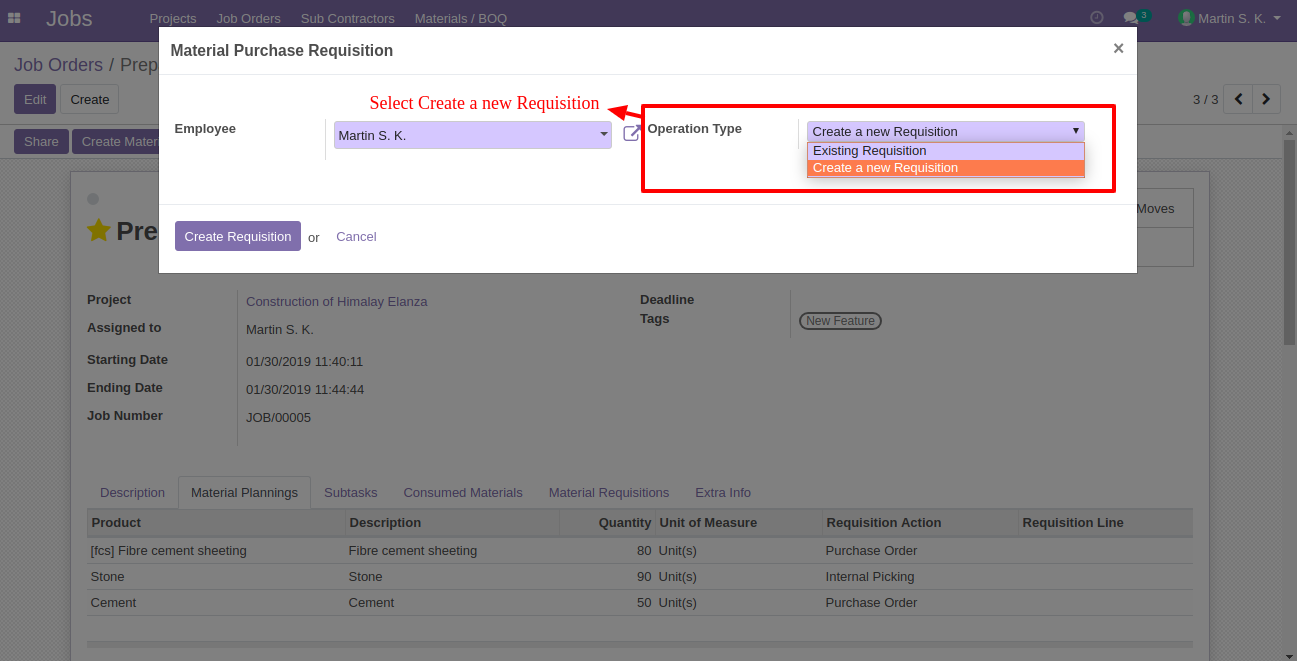 Jobs Projects Job Orders Sub Contractors Materials / BOQ 3 Martin S. K.
Material Purchase Requisition ×
Job Orders / Prep
Edit Create 3 / 3
Select Create a new Requisition
Share Create Mater
Employee Martin S. K. Operation Type Create a new Requisition
Existing Requisition
Create a new Requisition
Moves
Pre
Create Requisition or Cancel
Project Construction of Himalay Elanza Deadline
Assigned to Martin S. K. Tags New Feature
Starting Date 01/30/2019 11:40:11
Ending Date 01/30/2019 11:44:44
Job Number JOB/00005
Description Material Plannings Subtasks Consumed Materials Material Requisitions Extra Info
Product Description Quantity Unit of Measure Requisition Action Requisition Line
[fcs] Fibre cement sheeting Fibre cement sheeting 80 Unit(s) Purchase Order
Stone Stone 90 Unit(s) Internal Picking
Cement Cement 50 Unit(s) Purchase Order